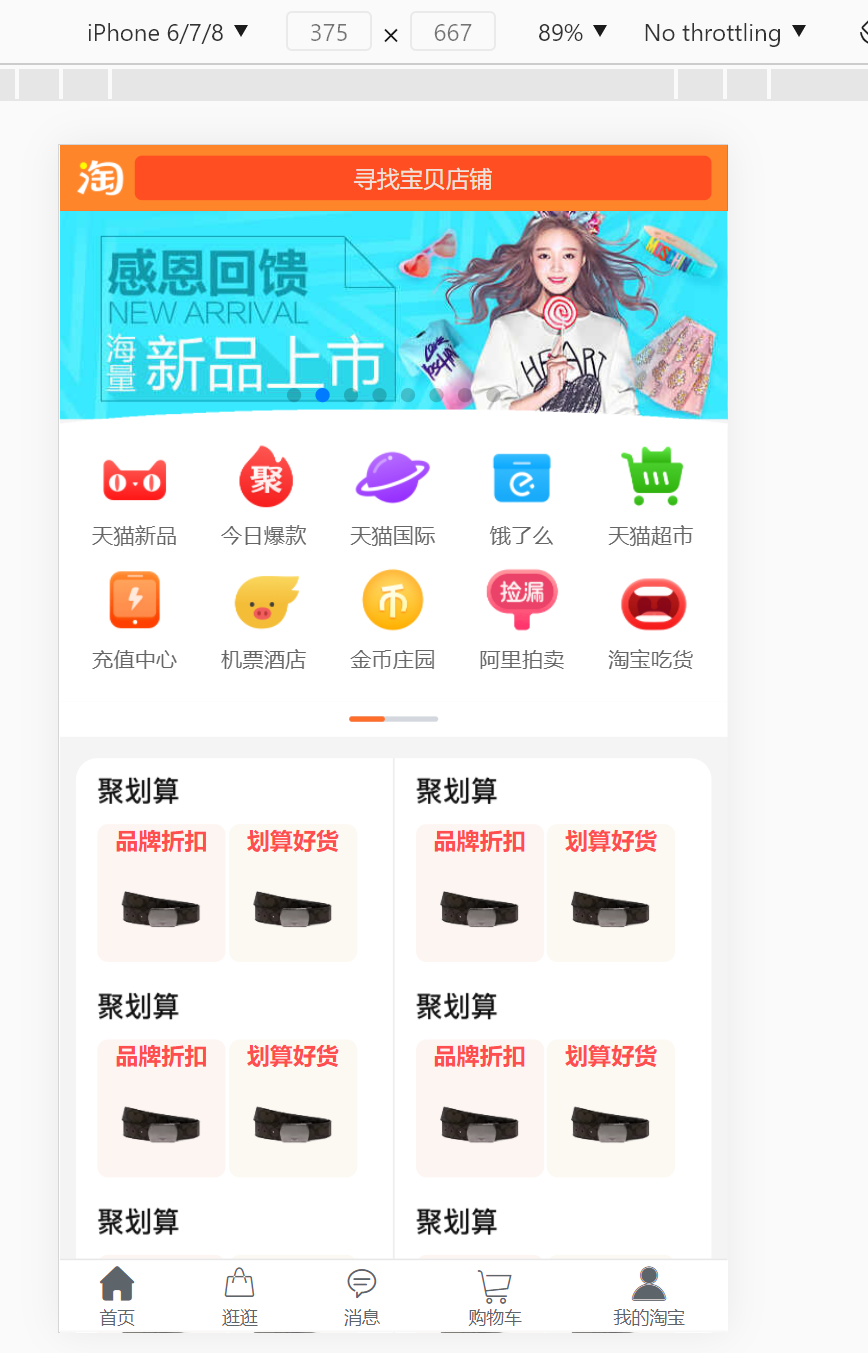 iPhone 6/7/8 ▼ 375 × 667 89% ▼ No throttling ▼
淘 寻找宝贝店铺
感恩回馈
NEW ARRIVAL
海量 新品上市
HEART
聚
天猫新品 今日爆款 天猫国际 饿了么 天猫超市
币 捡漏
充值中心 机票酒店 金币庄园 阿里拍卖 淘宝吃货
聚划算 聚划算
品牌折扣 划算好货 品牌折扣 划算好货
聚划算 聚划算
品牌折扣 划算好货 品牌折扣 划算好货
聚划算 聚划算
首页 逛逛 消息 购物车 我的淘宝